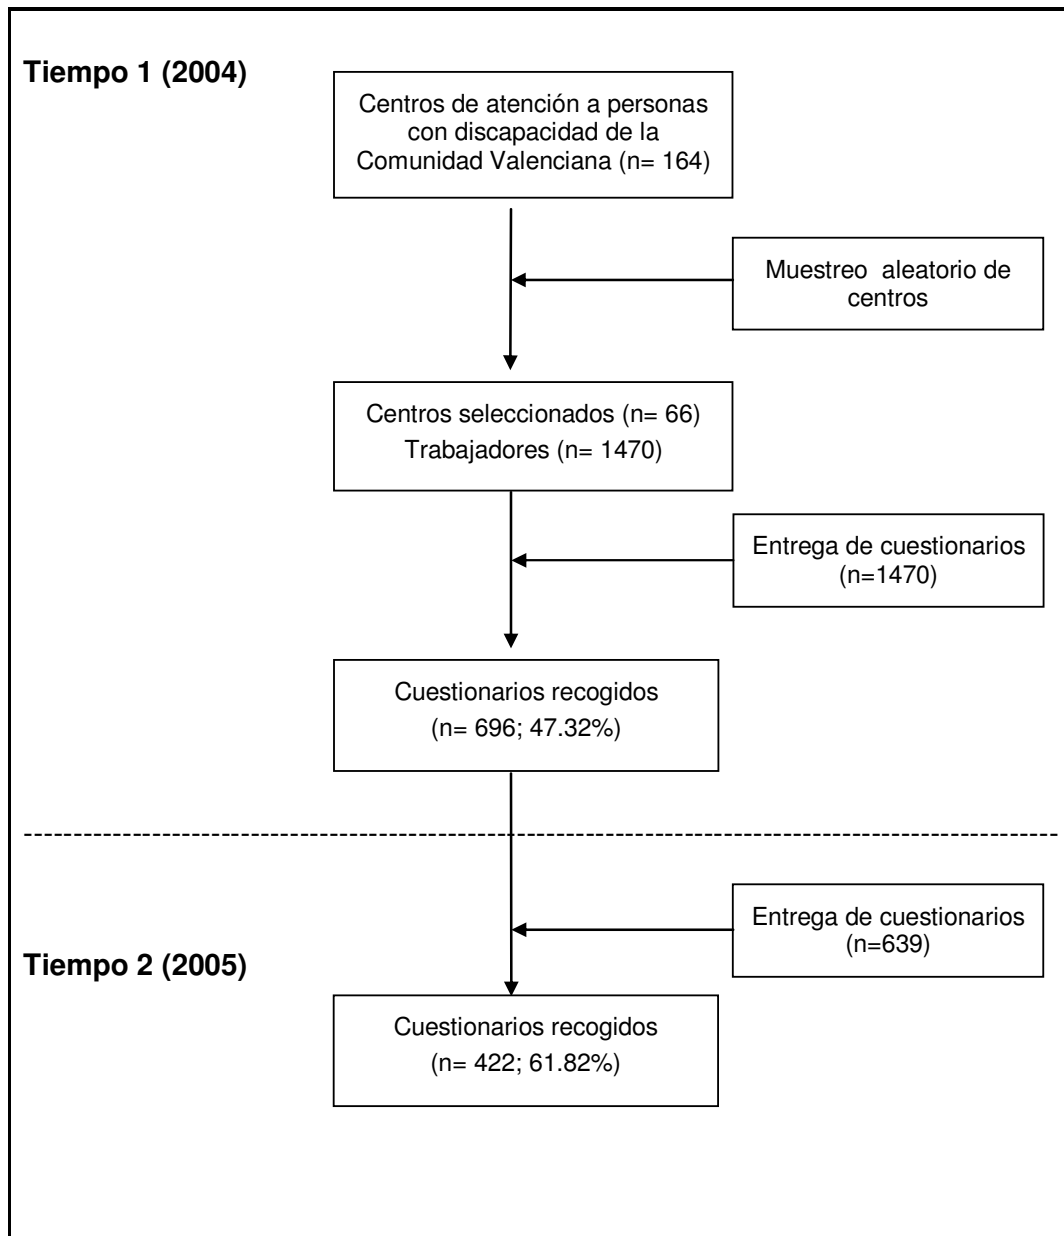 Tiempo 1 (2004)
Centros de atención a personas
con discapacidad de la
Comunidad Valenciana (n= 164)
Muestreo aleatorio de
centros
Centros seleccionados (n= 66)
Trabajadores (n= 1470)
Entrega de cuestionarios
(n=1470)
Cuestionarios recogidos
(n= 696; 47.32%)
Entrega de cuestionarios
(n=639)
Tiempo 2 (2005)
Cuestionarios recogidos
(n= 422; 61.82%)